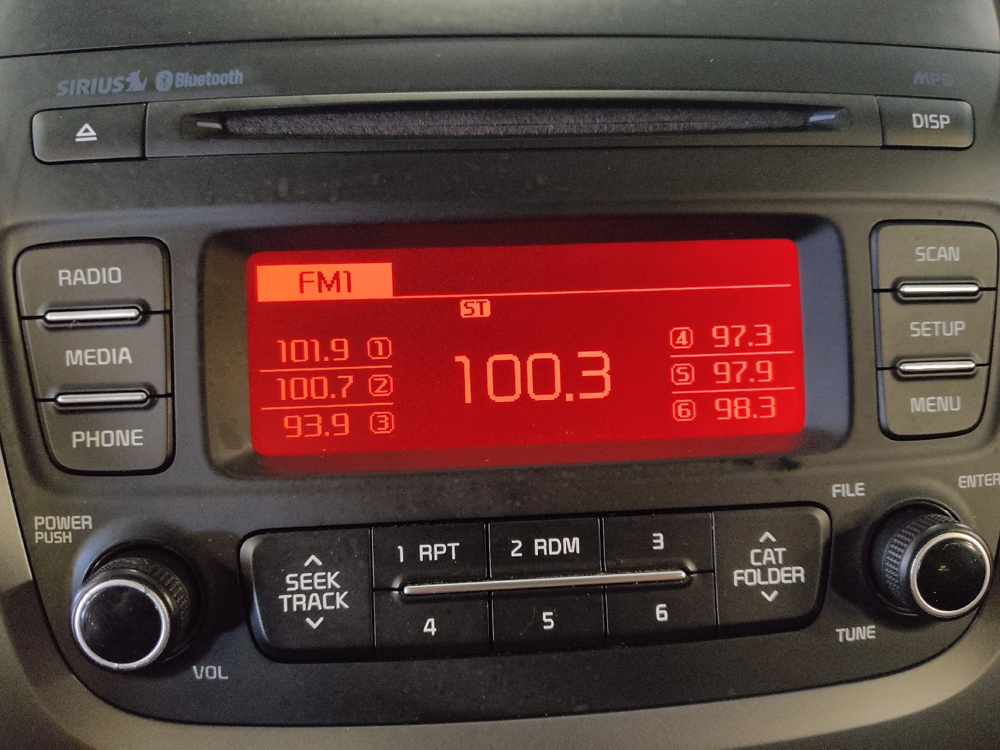 SIRIUS Bluetooth MP3
DISP
RADIO
MEDIA
PHONE
FM1
ST
101.9 1
100.7 2
93.9 3
100.3
4 97.3
5 97.9
6 98.3
SCAN
SETUP
MENU
POWER
PUSH
VOL
SEEK
TRACK
1 RPT
2 RDM
3
4
5
6
CAT
FOLDER
FILE
ENTER
TUNE